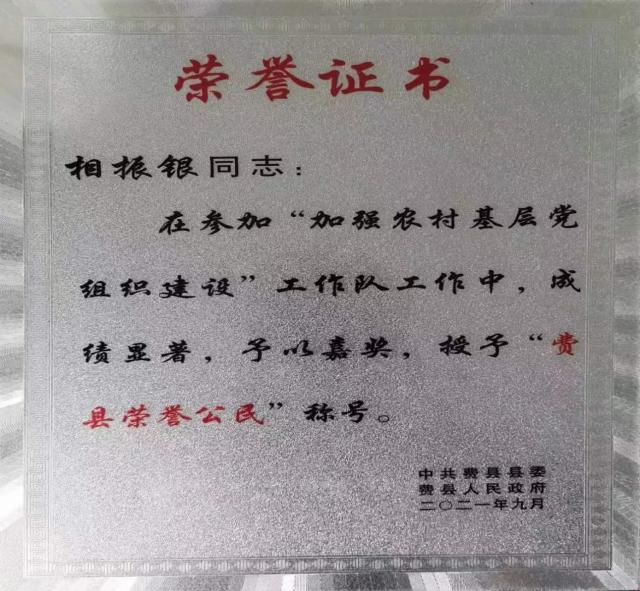 荣誉证书
相振银同志：
在参加“加强农村基层党
组织建设”工作队工作中，成
绩显著，予以嘉奖，授予“费
县荣誉公民”称号。
中共费县县委
费县人民政府
二〇二一年九月